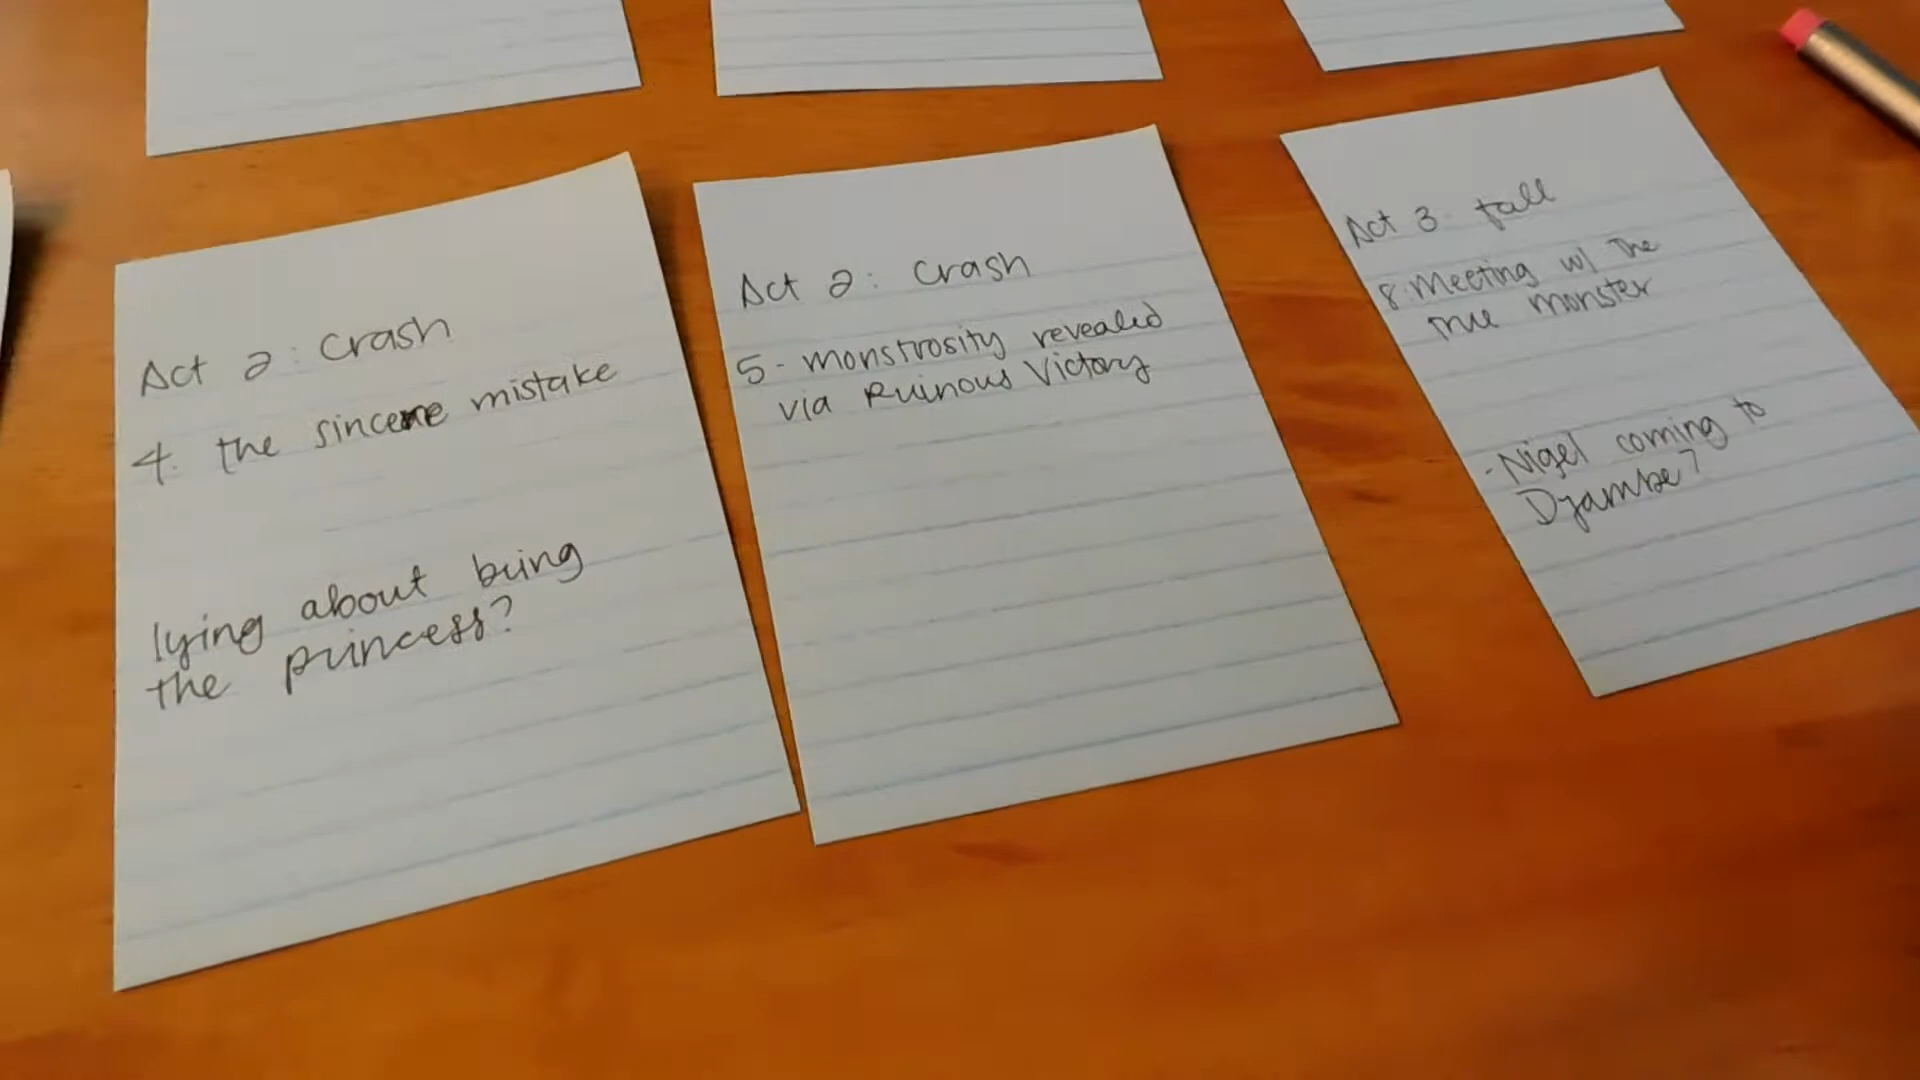 Act 2: Crash
4. the sincere mistake
lying about being
the princess?
Act 2: Crash
5- monstrosity revealed
via Ruinous Victory
Act 3: fall
8. Meeting w/ the
true monster
-Nigel coming to
Dyambe?